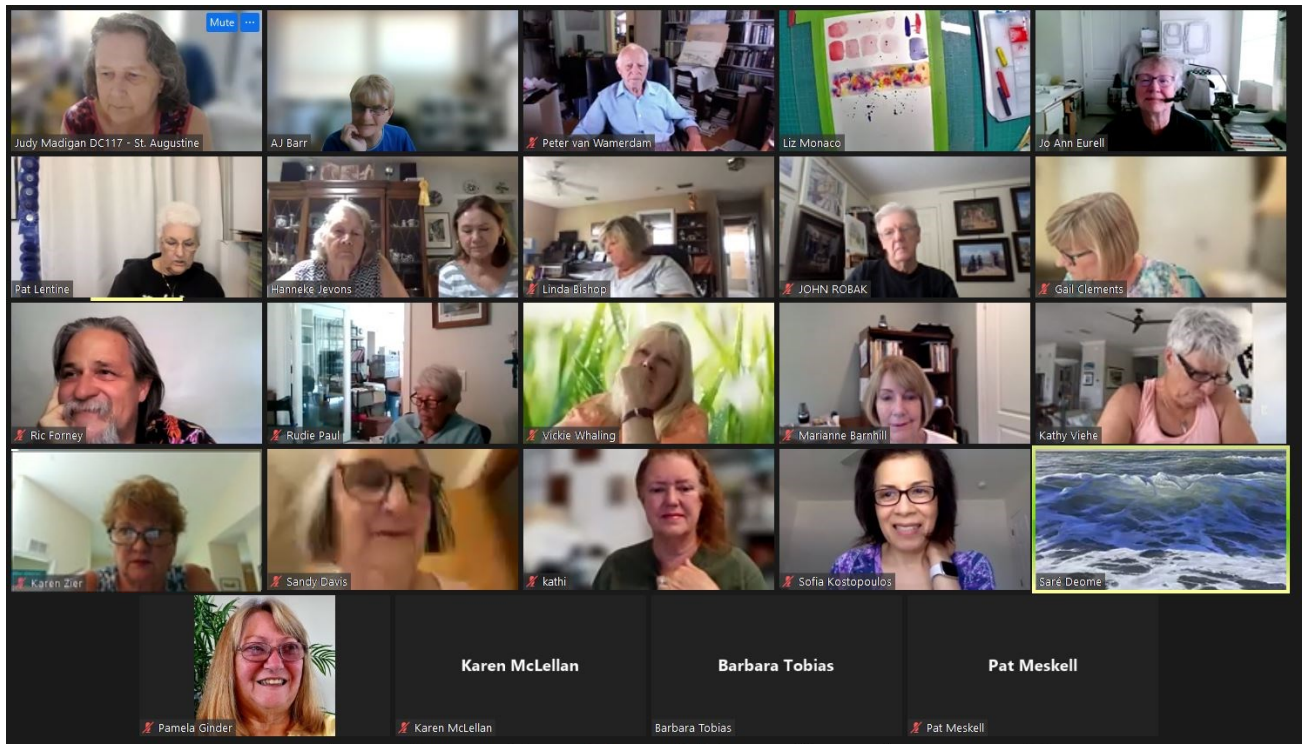 Mute ...
Judy Madigan DC117 - St. Augustine
AJ Barr
Peter van Wamerdam
Liz Monaco
Jo Ann Eurell
Pat Lentine
Hanneke Jevons
Linda Bishop
JOHN ROBAK
Gail Clements
Ric Forney
Rudie Paul
Vickie Whaling
Marianne Barnhill
Kathy Viehe
Karen Zier
Sandy Davis
kathi
Sofia Kostopoulos
Saré Deome
Pamela Ginder
Karen McLellan
Karen McLellan
Barbara Tobias
Barbara Tobias
Pat Meskell
Pat Meskell